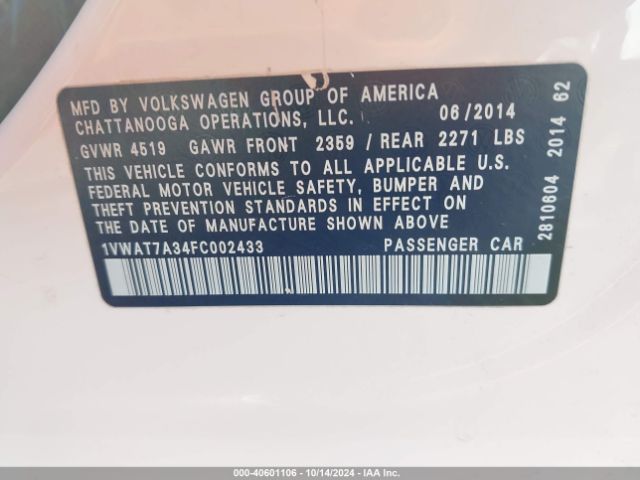 MFD BY VOLKSWAGEN GROUP OF AMERICA
CHATTANOOGA OPERATIONS, LLC. 06/2014
GVWR 4519 GAWR FRONT 2359 / REAR 2271 LBS
THIS VEHICLE CONFORMS TO ALL APPLICABLE U.S.
FEDERAL MOTOR VEHICLE SAFETY, BUMPER AND
THEFT PREVENTION STANDARDS IN EFFECT ON
THE DATE OF MANUFACTURE SHOWN ABOVE
1VWAT7A34FC002433 PASSENGER CAR
2810604 2014 62
000-40601106 - 10/14/2024 - IAA Inc.